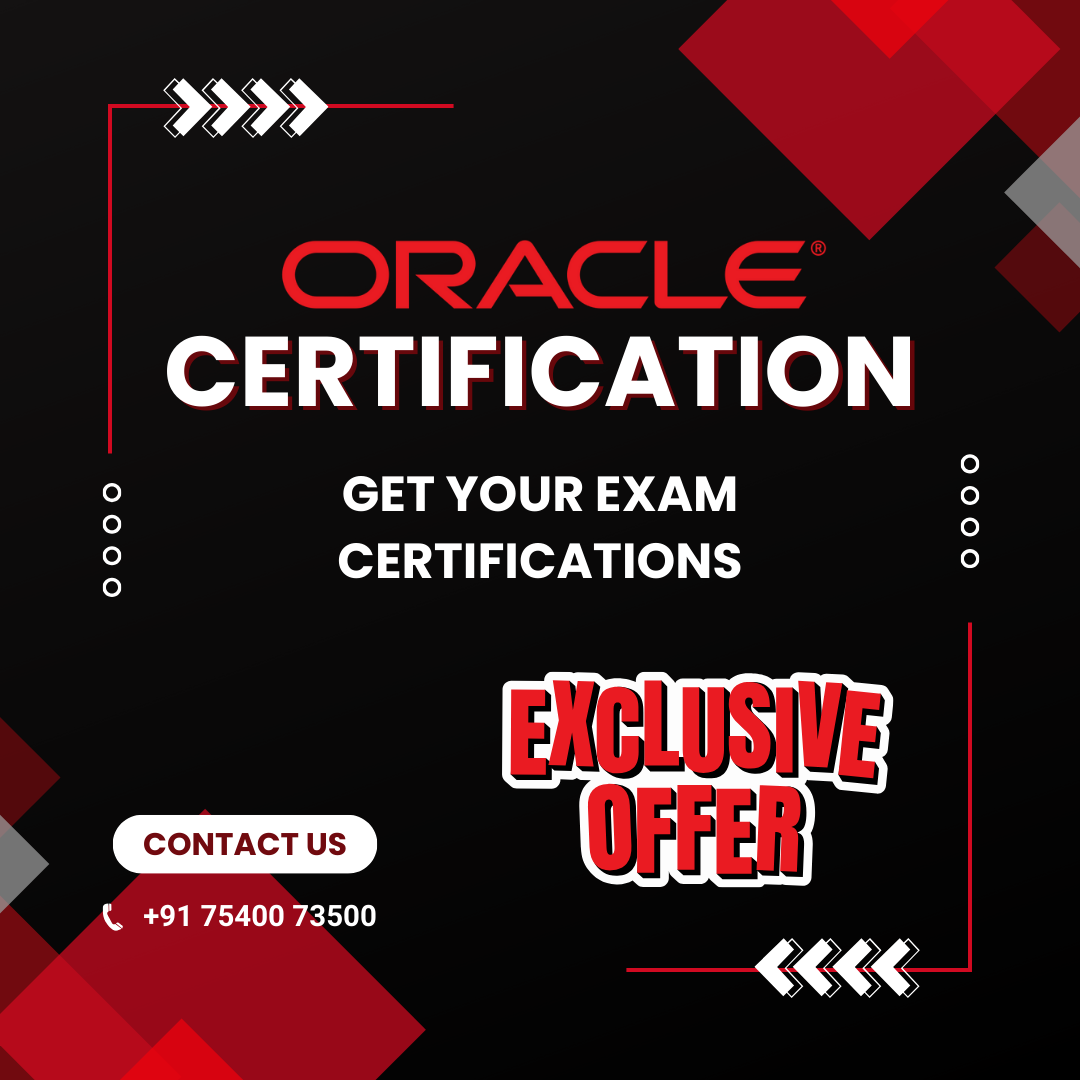 ORACLE®
CERTIFICATION
GET YOUR EXAM
CERTIFICATIONS
EXCLUSIVE
OFFER
CONTACT US
+91 75400 73500